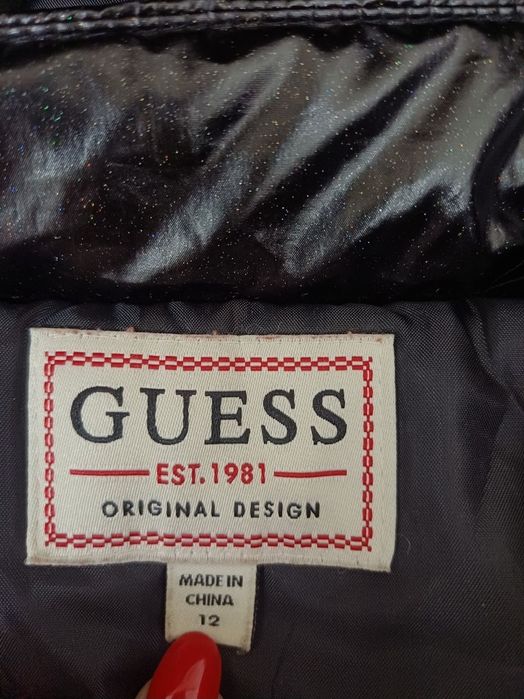 GUESS
EST. 1981
ORIGINAL DESIGN
MADE IN
CHINA
12